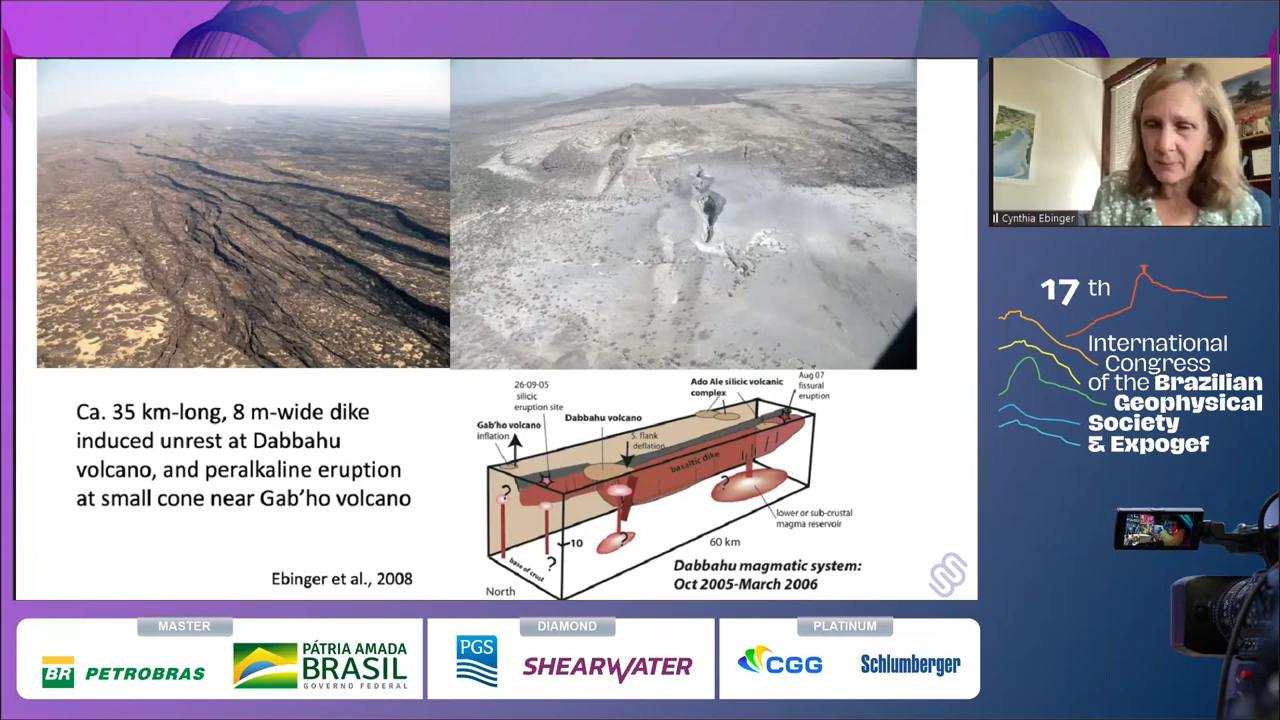 Cynthia Ebinger
17 th
International
Congress
of the Brazilian
Geophysical
Society
& Expogef
Ca. 35 km-long, 8 m-wide dike
induced unrest at Dabbahu
volcano, and peralkaline eruption
at small cone near Gab'ho volcano
Ebinger et al., 2008
26-09-05
silicic
eruption site
Gab'ho volcano
inflation
Dabbahu volcano
S. flank
deflation
Ado Ale silicic volcanic
complex
Aug 07
fissural
eruption
basaltic dike
?
?
?
?
lower or sub-crustal
magma reservoir
10
60 km
base of crust
North
Dabbahu magmatic system:
Oct 2005-March 2006
MASTER
BR PETROBRAS
PÁTRIA AMADA
BRASIL
GOVERNO FEDERAL
DIAMOND
PGS
SHEARWATER
PLATINUM
CGG
Schlumberger